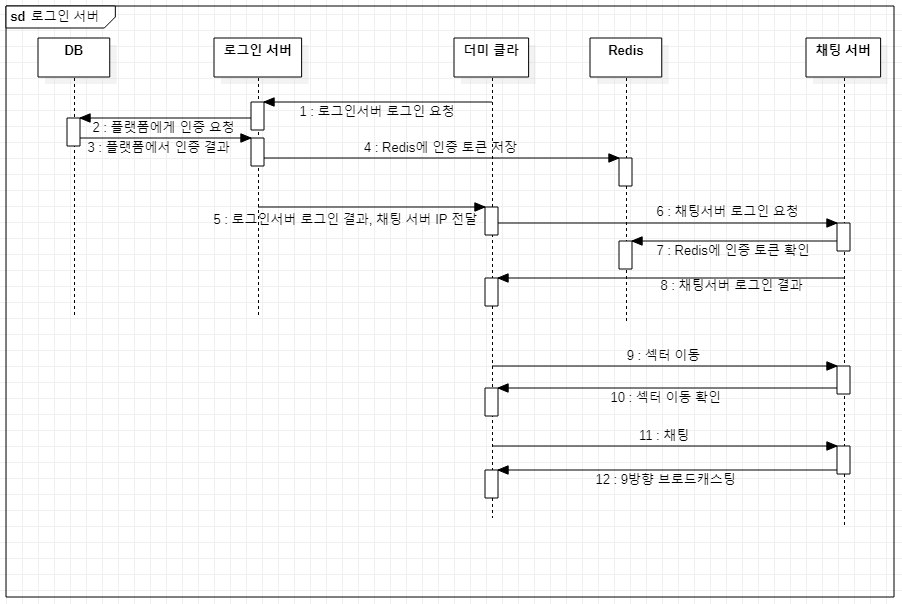 sd 로그인 서버
DB
로그인 서버
더미 클라
Redis
채팅 서버
1 : 로그인서버 로그인 요청
2 : 플랫폼에게 인증 요청
3 : 플랫폼에서 인증 결과
4 : Redis에 인증 토큰 저장
5 : 로그인서버 로그인 결과, 채팅 서버 IP 전달
6 : 채팅서버 로그인 요청
7 : Redis에 인증 토큰 확인
8 : 채팅서버 로그인 결과
9 : 섹터 이동
10 : 섹터 이동 확인
11 : 채팅
12 : 9방향 브로드캐스팅